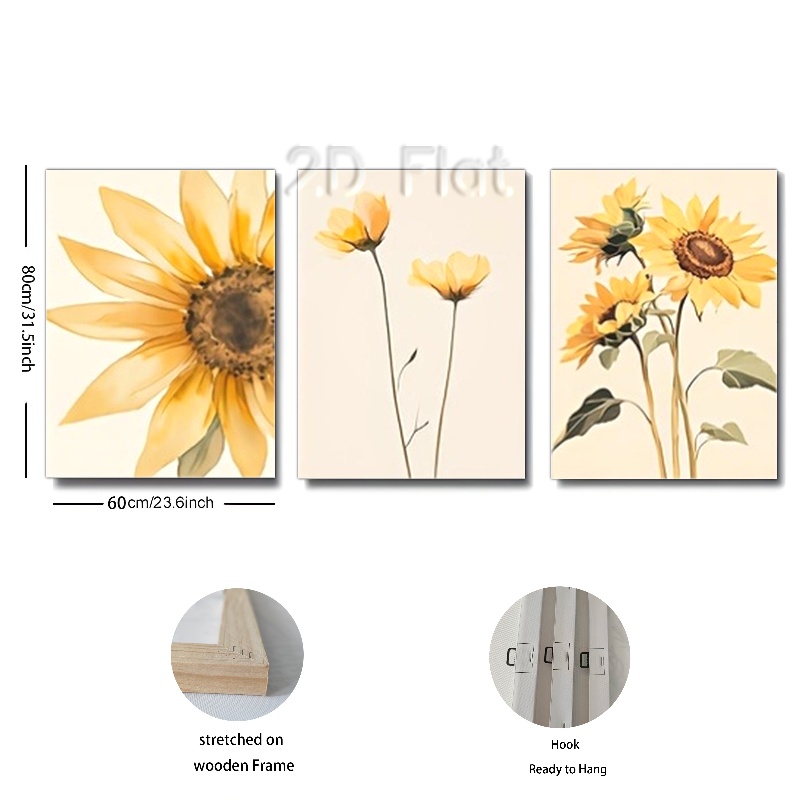 2D Flat
80cm/31.5inch
60cm/23.6inch
stretched on
wooden Frame
Hook
Ready to Hang